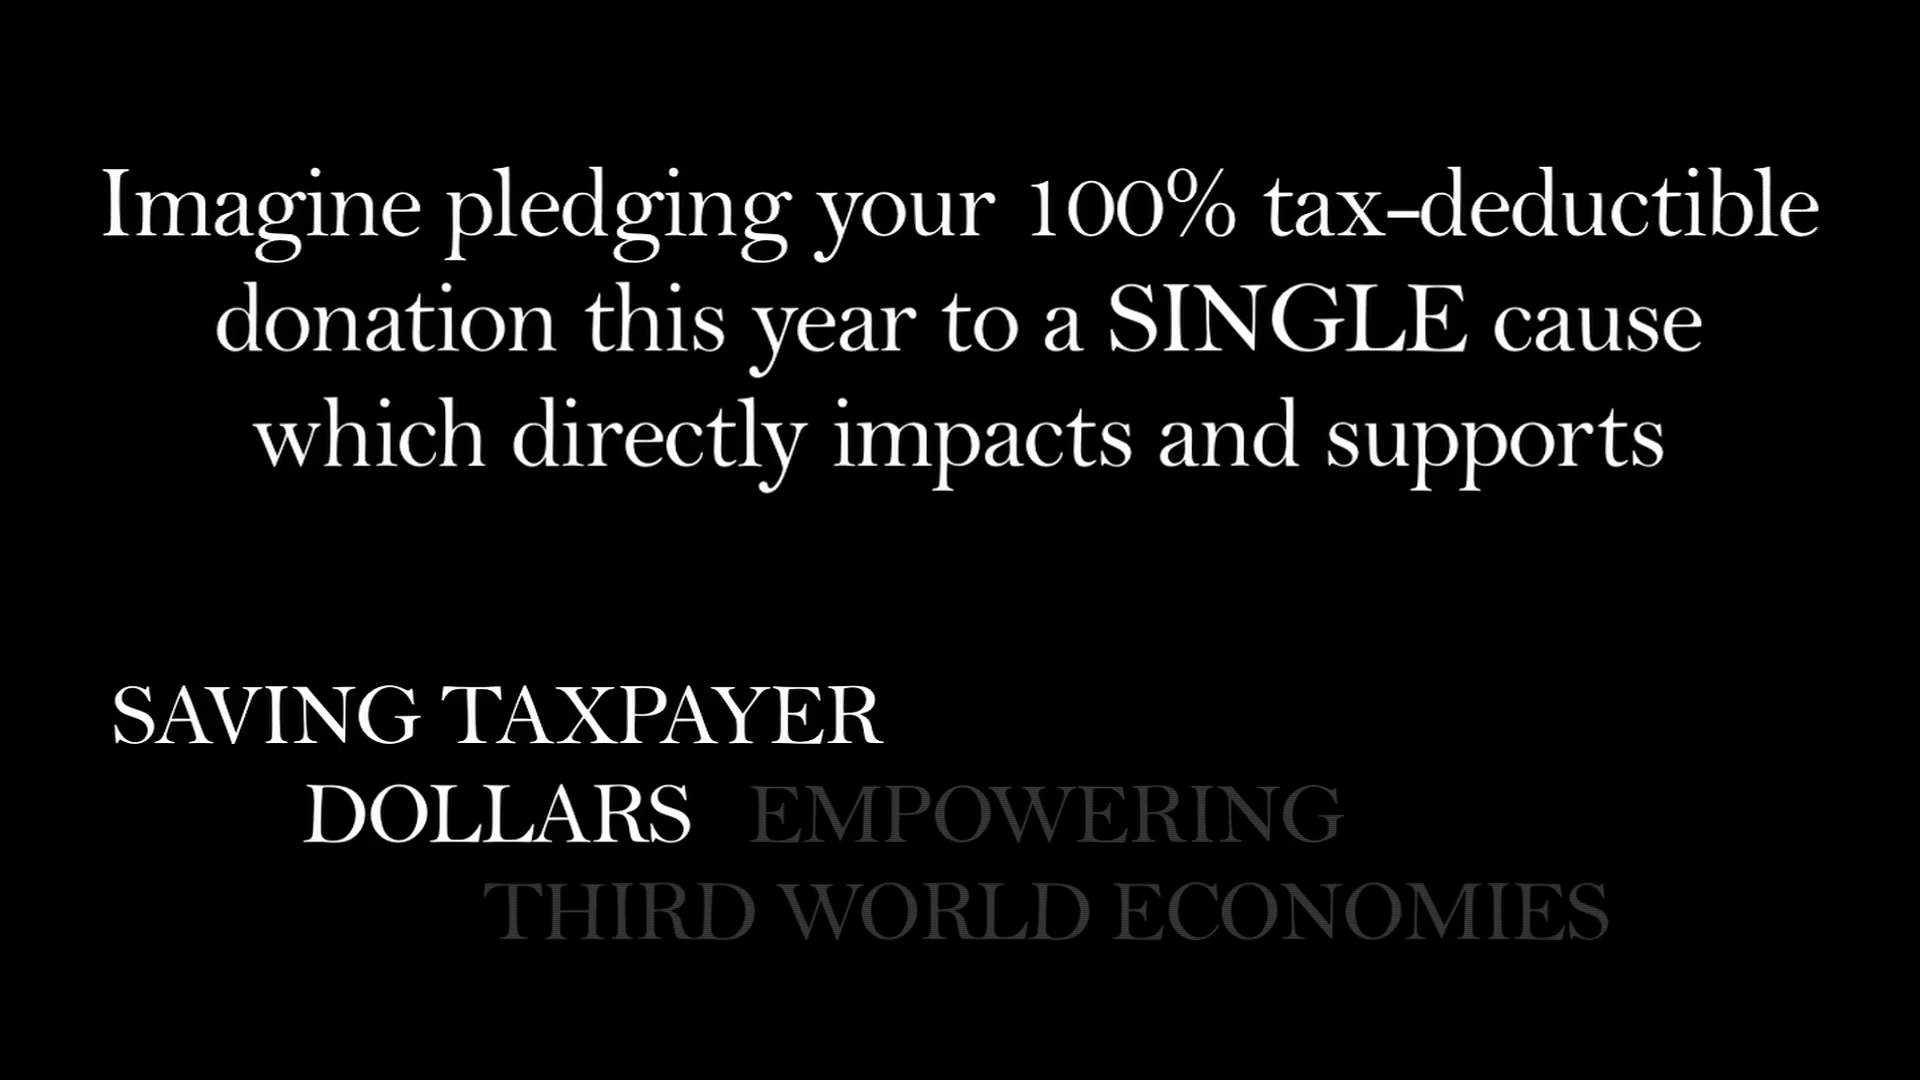 Imagine pledging your 100% tax-deductible
donation this year to a SINGLE cause
which directly impacts and supports
SAVING TAXPAYER
DOLLARS EMPOWERING
THIRD WORLD ECONOMIES